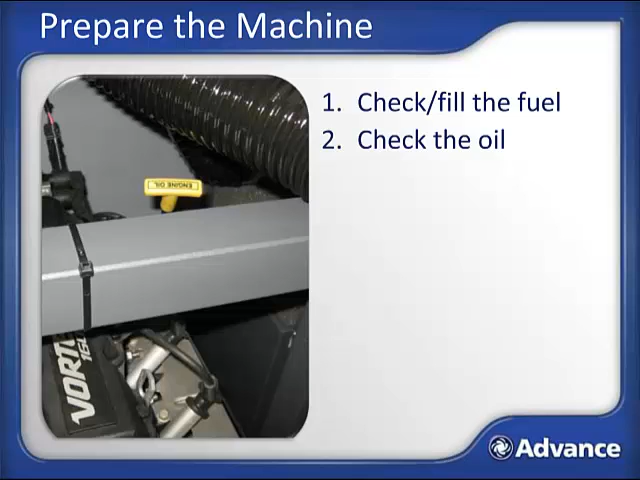 Prepare the Machine
1. Check/fill the fuel
2. Check the oil
ENGINE OIL
VORTE
Advance